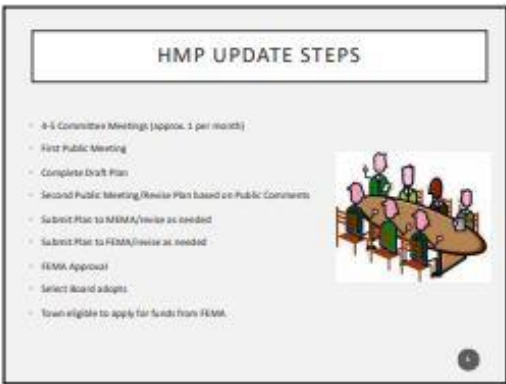 HMP UPDATE STEPS
4-5 Committee Meetings (approx. 1 per month)
First Public Meeting
Complete Draft Plan
Second Public Meeting/Revise Plan based on Public Comments
Submit Plan to MEMA/revise as needed
Submit Plan to FEMA/revise as needed
FEMA Approval
Select Board adopts
Town eligible to apply for funds from FEMA